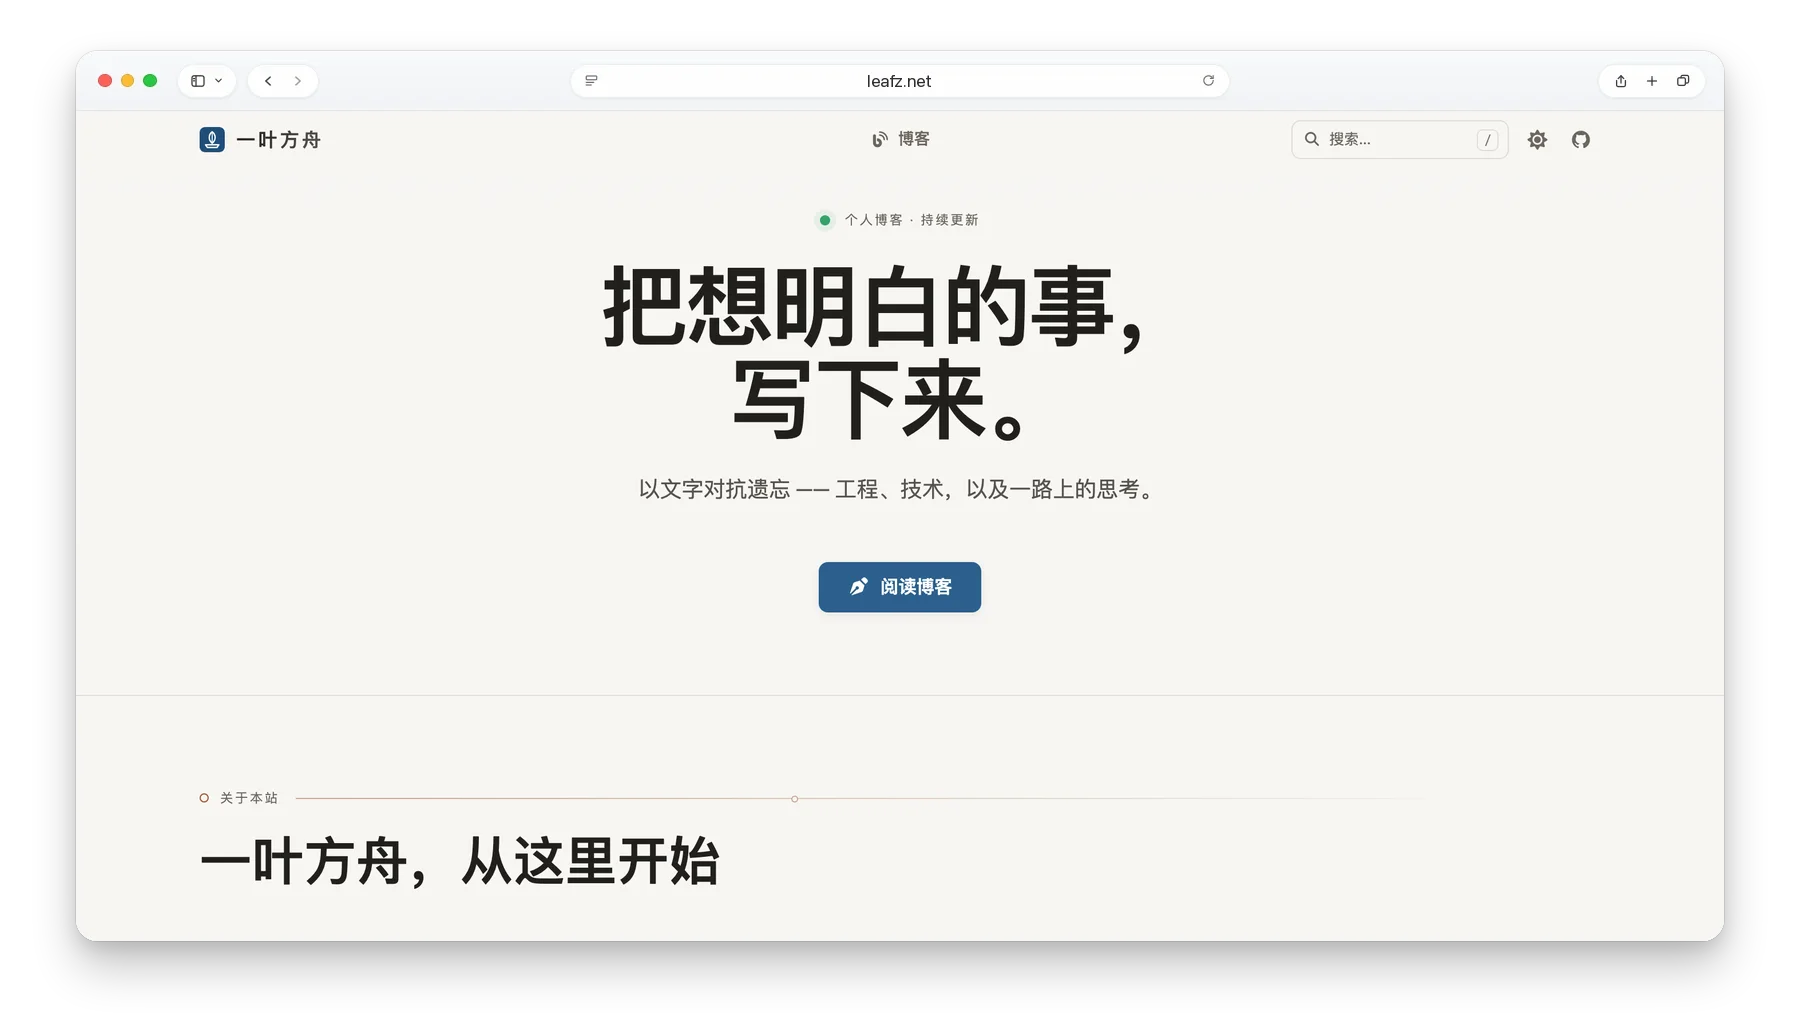 leafz.net
一叶方舟
博客
搜索...
/
个人博客 · 持续更新
把想明白的事，
写下来。
以文字对抗遗忘 —— 工程、技术，以及一路上的思考。
阅读博客
关于本站
一叶方舟，从这里开始